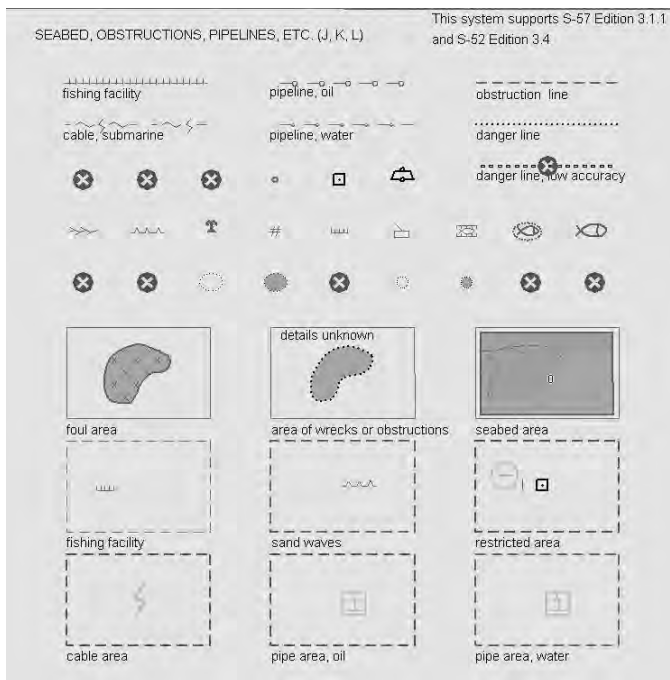 This system supports S-57 Edition 3.1.1
SEABED, OBSTRUCTIONS, PIPELINES, ETC. (J, K, L)
and S-52 Edition 3.4
fishing facility
pipeline, oil
obstruction line
cable, submarine
pipeline, water
danger line
danger line, low accuracy
details unknown
foul area
area of wrecks or obstructions
seabed area
fishing facility
sand waves
restricted area
cable area
pipe area, oil
pipe area, water